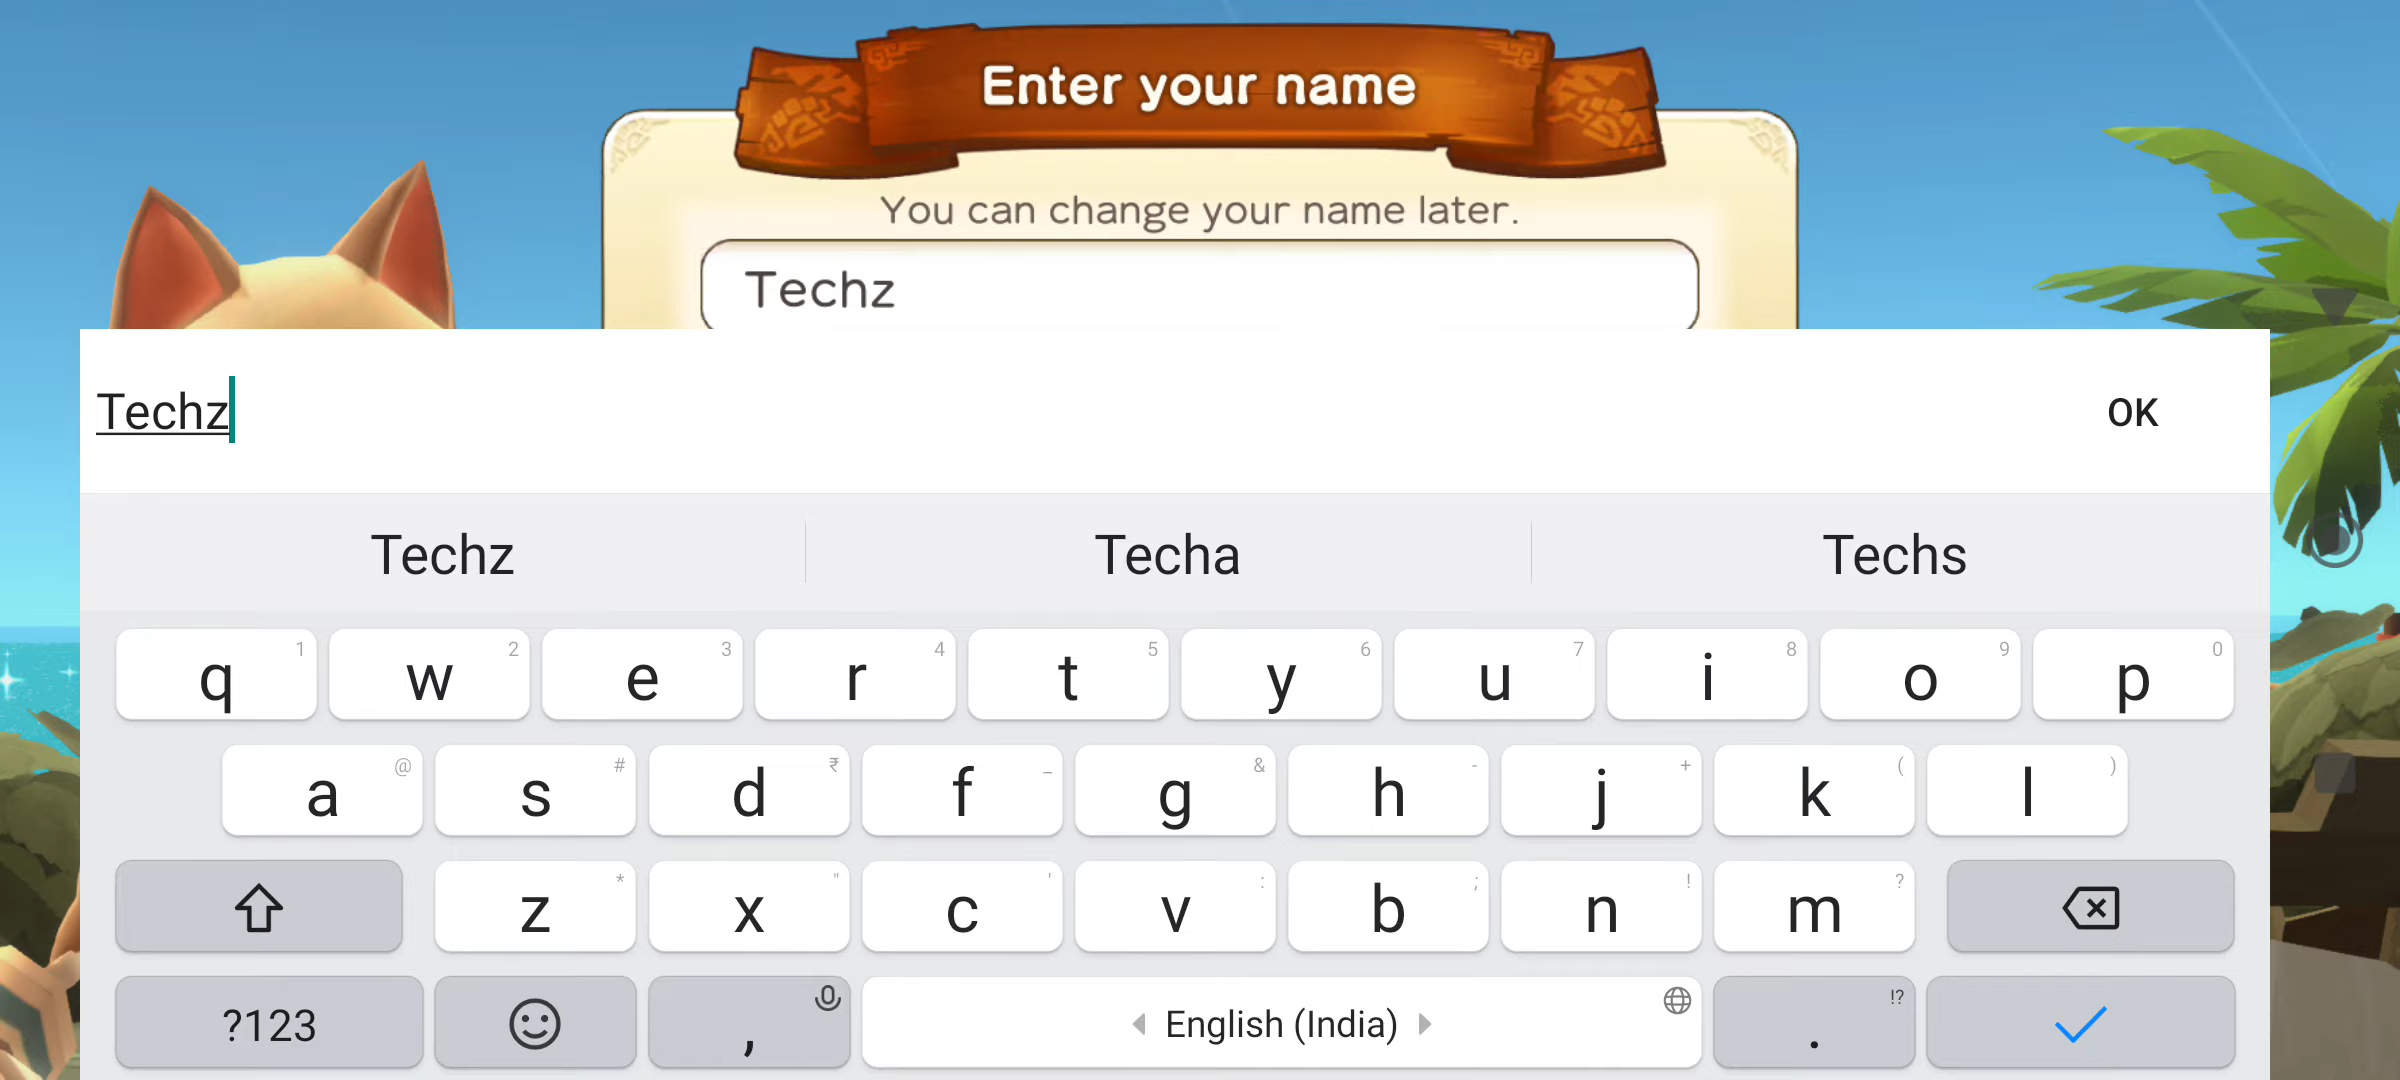 Enter your name
You can change your name later.
Techz
Techz OK
Techz Techa Techs
q 1 w 2 e 3 r 4 t 5 y 6 u 7 i 8 o 9 p 0
a @ s # d ₹ f _ g & h - j + k ( l )
z * x " c ' v : b ; n ! m ?
?123 , English (India) . !?